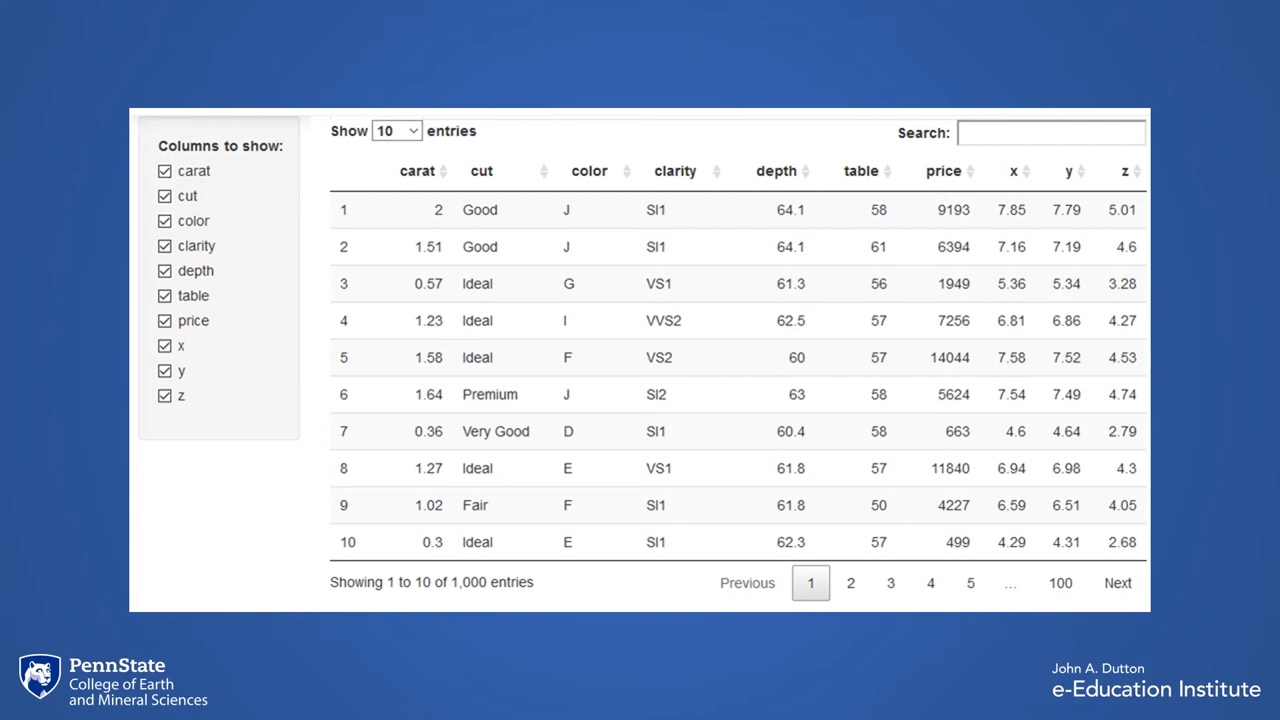 Columns to show:
carat
cut
color
clarity
depth
table
price
x
y
z
Show 10 entries
Search:
carat cut color clarity depth table price x y z
1 2 Good J SI1 64.1 58 9193 7.85 7.79 5.01
2 1.51 Good J SI1 64.1 61 6394 7.16 7.19 4.6
3 0.57 Ideal G VS1 61.3 56 1949 5.36 5.34 3.28
4 1.23 Ideal I VVS2 62.5 57 7256 6.81 6.86 4.27
5 1.58 Ideal F VS2 60 57 14044 7.58 7.52 4.53
6 1.64 Premium J SI2 63 58 5624 7.54 7.49 4.74
7 0.36 Very Good D SI1 60.4 58 663 4.6 4.64 2.79
8 1.27 Ideal E VS1 61.8 57 11840 6.94 6.98 4.3
9 1.02 Fair F SI1 61.8 50 4227 6.59 6.51 4.05
10 0.3 Ideal E SI1 62.3 57 499 4.29 4.31 2.68
Showing 1 to 10 of 1,000 entries
Previous 1 2 3 4 5 ... 100 Next
PennState
College of Earth
and Mineral Sciences
John A. Dutton
e-Education Institute